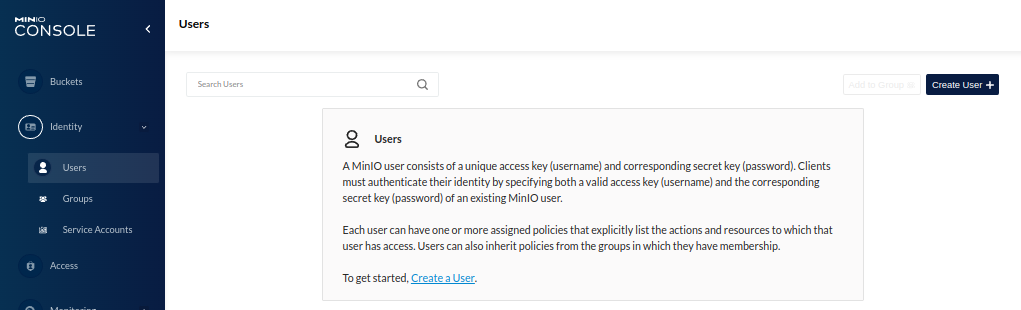 MINIO
CONSOLE
Users
Buckets
Identity
Users
Groups
Service Accounts
Access
Monitoring
Search Users
Add to Group
Create User +
Users
A MinIO user consists of a unique access key (username) and corresponding secret key (password). Clients
must authenticate their identity by specifying both a valid access key (username) and the corresponding
secret key (password) of an existing MinIO user.
Each user can have one or more assigned policies that explicitly list the actions and resources to which that
user has access. Users can also inherit policies from the groups in which they have membership.
To get started, Create a User.